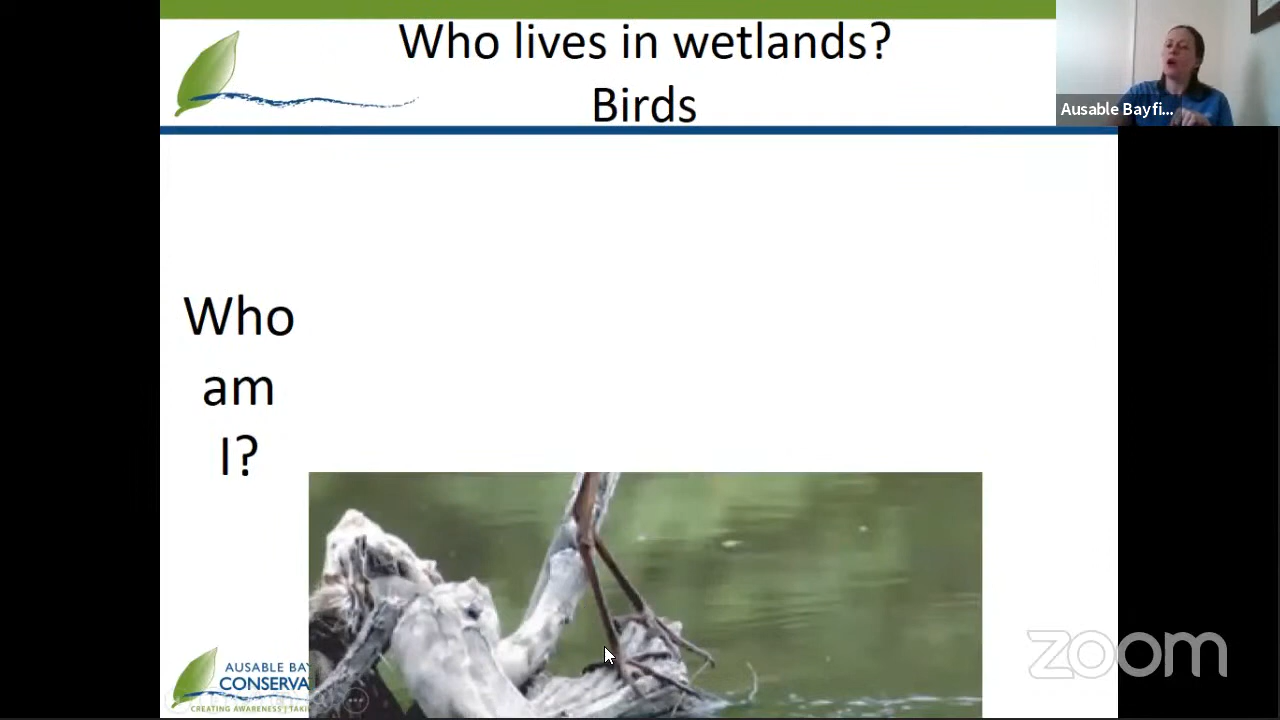 Who lives in wetlands?
Birds
Ausable Bayfi...
Who
am
I?
AUSABLE BAY
CONSERVA
CREATING AWARENESS | TAKI
zoom